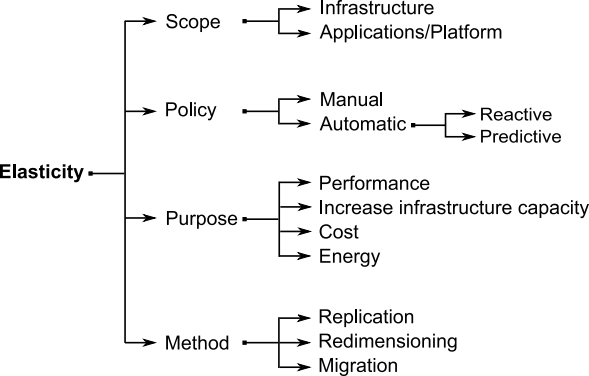 Elasticity
Scope
Infrastructure
Applications/Platform
Policy
Manual
Automatic
Reactive
Predictive
Purpose
Performance
Increase infrastructure capacity
Cost
Energy
Method
Replication
Redimensioning
Migration